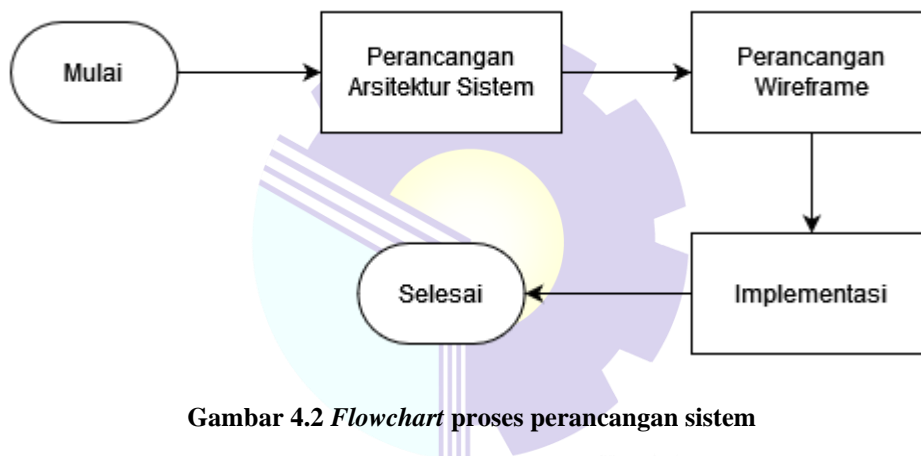 Mulai
Perancangan
Arsitektur Sistem
Perancangan
Wireframe
Selesai
Implementasi
Gambar 4.2 Flowchart proses perancangan sistem